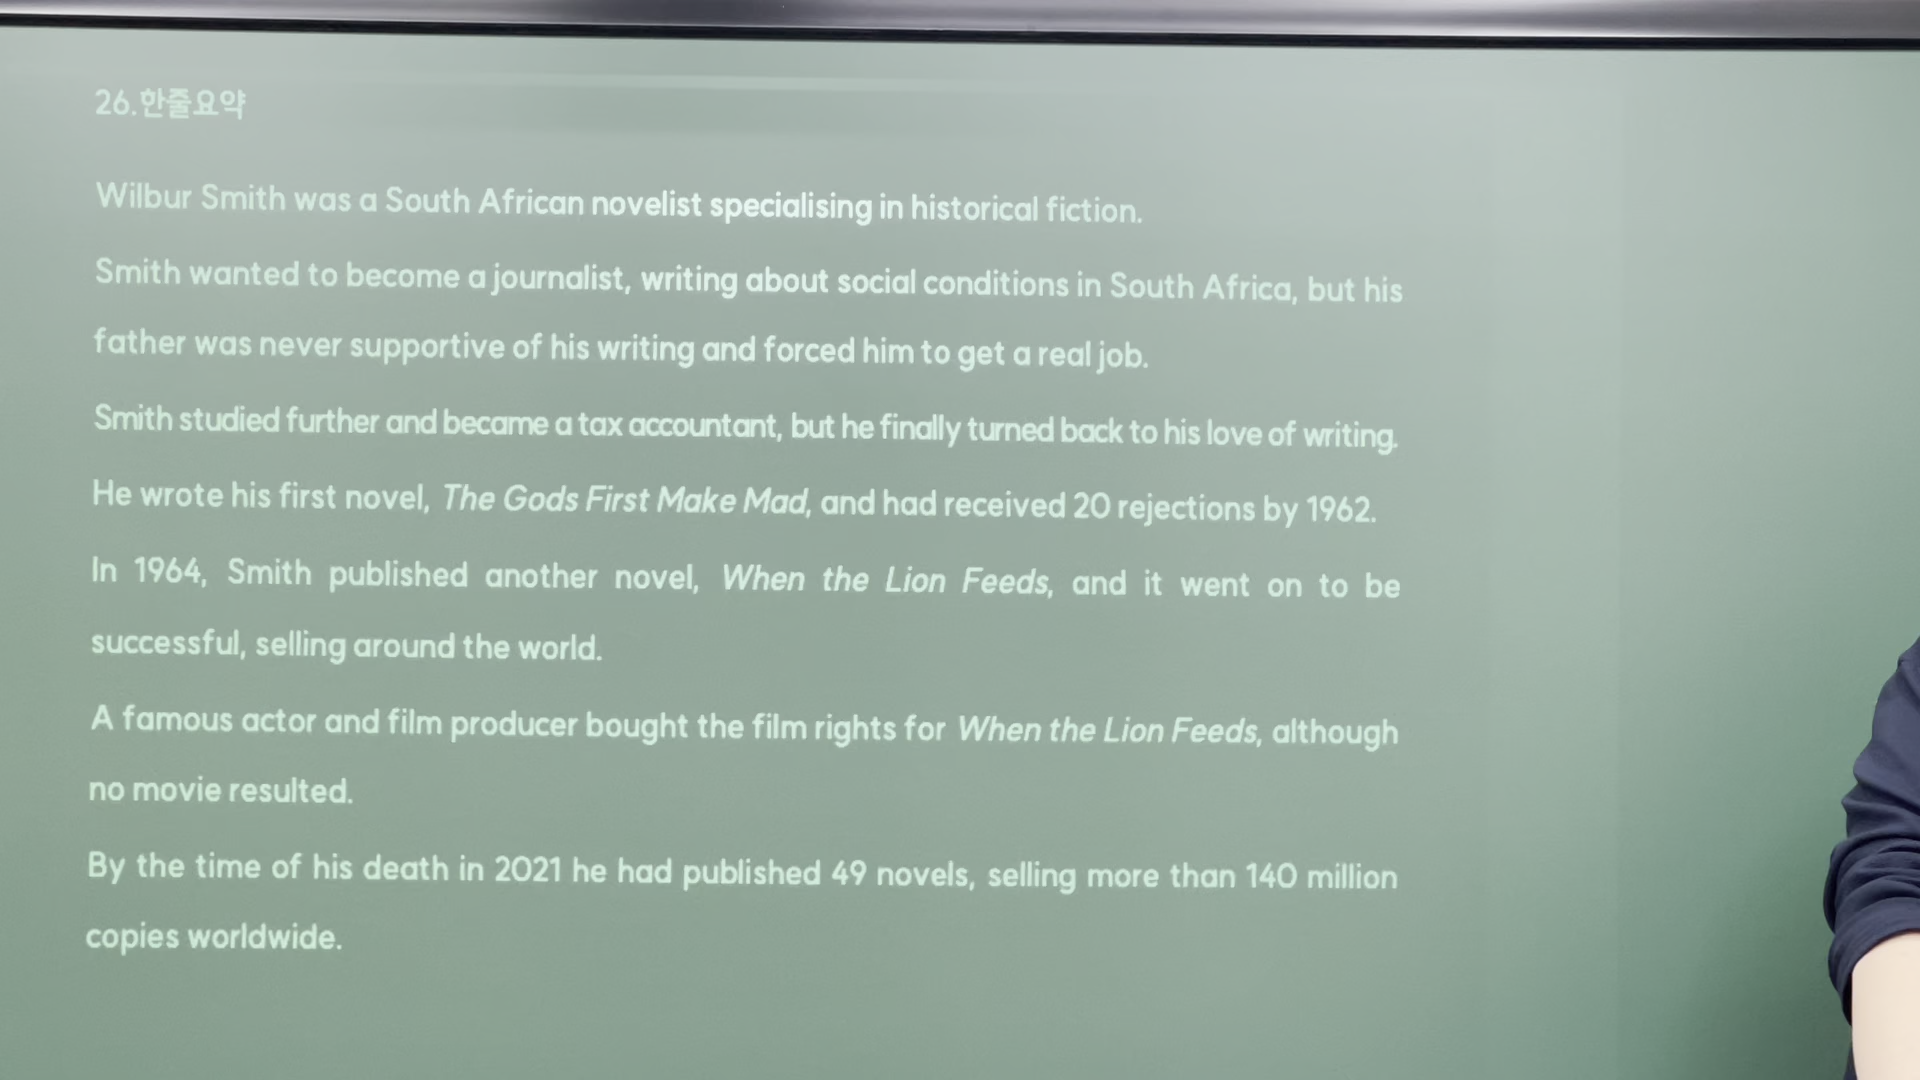 26.한줄요약
Wilbur Smith was a South African novelist specialising in historical fiction.
Smith wanted to become a journalist, writing about social conditions in South Africa, but his
father was never supportive of his writing and forced him to get a real job.
Smith studied further and became a tax accountant, but he finally turned back to his love of writing.
He wrote his first novel, The Gods First Make Mad, and had received 20 rejections by 1962.
In 1964, Smith published another novel, When the Lion Feeds, and it went on to be
successful, selling around the world.
A famous actor and film producer bought the film rights for When the Lion Feeds, although
no movie resulted.
By the time of his death in 2021 he had published 49 novels, selling more than 140 million
copies worldwide.